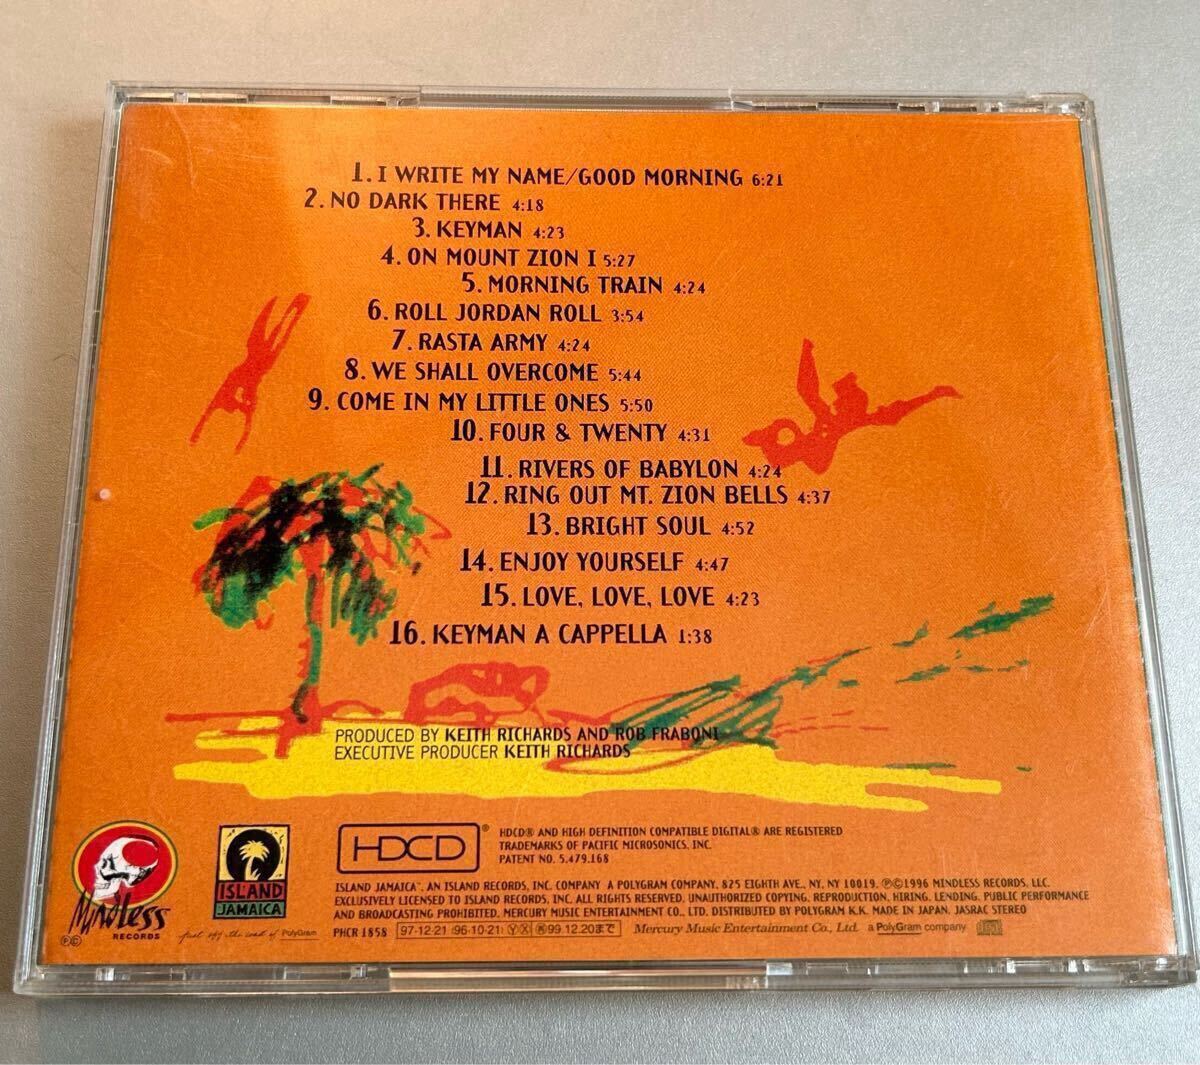 1. I WRITE MY NAME/GOOD MORNING 6:21
2. NO DARK THERE 4:18
3. KEYMAN 4:23
4. ON MOUNT ZION I 5:27
5. MORNING TRAIN 4:24
6. ROLL JORDAN ROLL 3:54
7. RASTA ARMY 4:24
8. WE SHALL OVERCOME 5:44
9. COME IN MY LITTLE ONES 5:50
10. FOUR & TWENTY 4:31
11. RIVERS OF BABYLON 4:24
12. RING OUT MT. ZION BELLS 4:37
13. BRIGHT SOUL 4:52
14. ENJOY YOURSELF 4:47
15. LOVE, LOVE, LOVE 4:23
16. KEYMAN A CAPPELLA 1:38
PRODUCED BY KEITH RICHARDS AND ROB FRABONI
EXECUTIVE PRODUCER KEITH RICHARDS
Mindless
RECORDS
℗©
ISLAND
JAMAICA
first off the coast of PolyGram
HDCD®
HDCD® AND HIGH DEFINITION COMPATIBLE DIGITAL® ARE REGISTERED
TRADEMARKS OF PACIFIC MICROSONICS, INC.
PATENT NO. 5,479,168
ISLAND JAMAICA™, AN ISLAND RECORDS, INC. COMPANY A POLYGRAM COMPANY. 825 EIGHTH AVE., NY, NY 10019. ℗©1996 MINDLESS RECORDS, LLC.
EXCLUSIVELY LICENSED TO ISLAND RECORDS, INC. ALL RIGHTS RESERVED. UNAUTHORIZED COPYING, REPRODUCTION, HIRING, LENDING, PUBLIC PERFORMANCE
AND BROADCASTING PROHIBITED. MERCURY MUSIC ENTERTAINMENT CO., LTD. DISTRIBUTED BY POLYGRAM K.K. MADE IN JAPAN. JASRAC STEREO
PHCR-1858 97-12-21 (96-10-21) Ⓨ Ⓧ 99.12.20まで Mercury Music Entertainment Co., Ltd. a PolyGram company